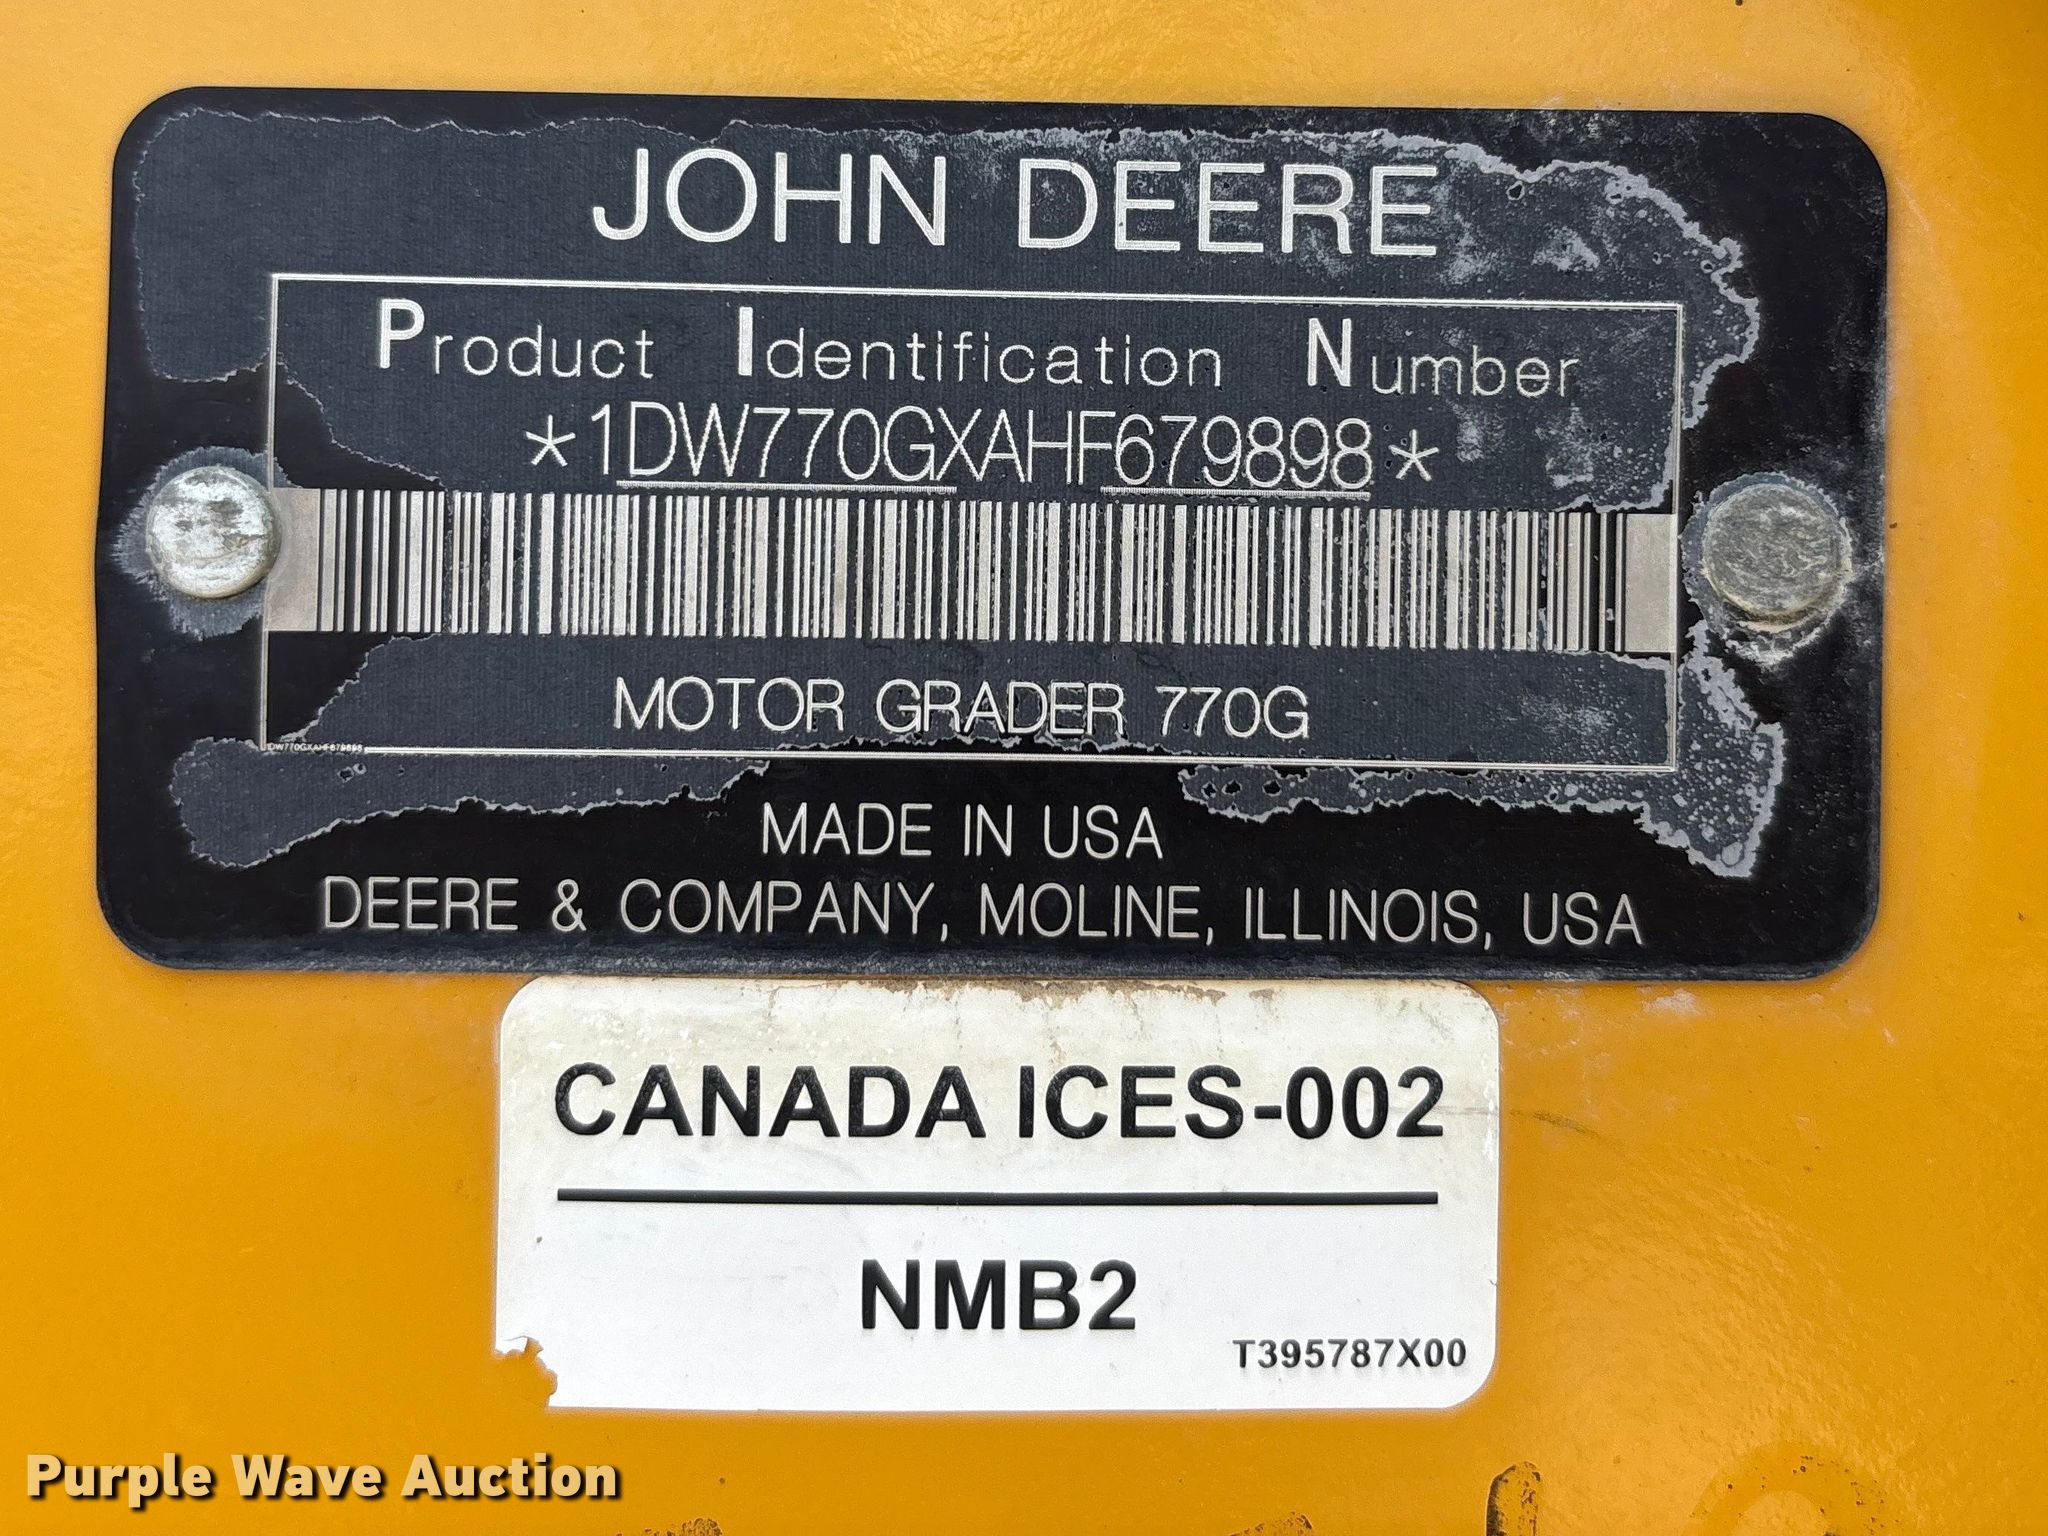 JOHN DEERE
Product Identification Number
*1DW770GXAHF679898*
MOTOR GRADER 770G
1DW770GXAHF679898
MADE IN USA
DEERE & COMPANY, MOLINE, ILLINOIS, USA
CANADA ICES-002
NMB2
T395787X00
Purple Wave Auction